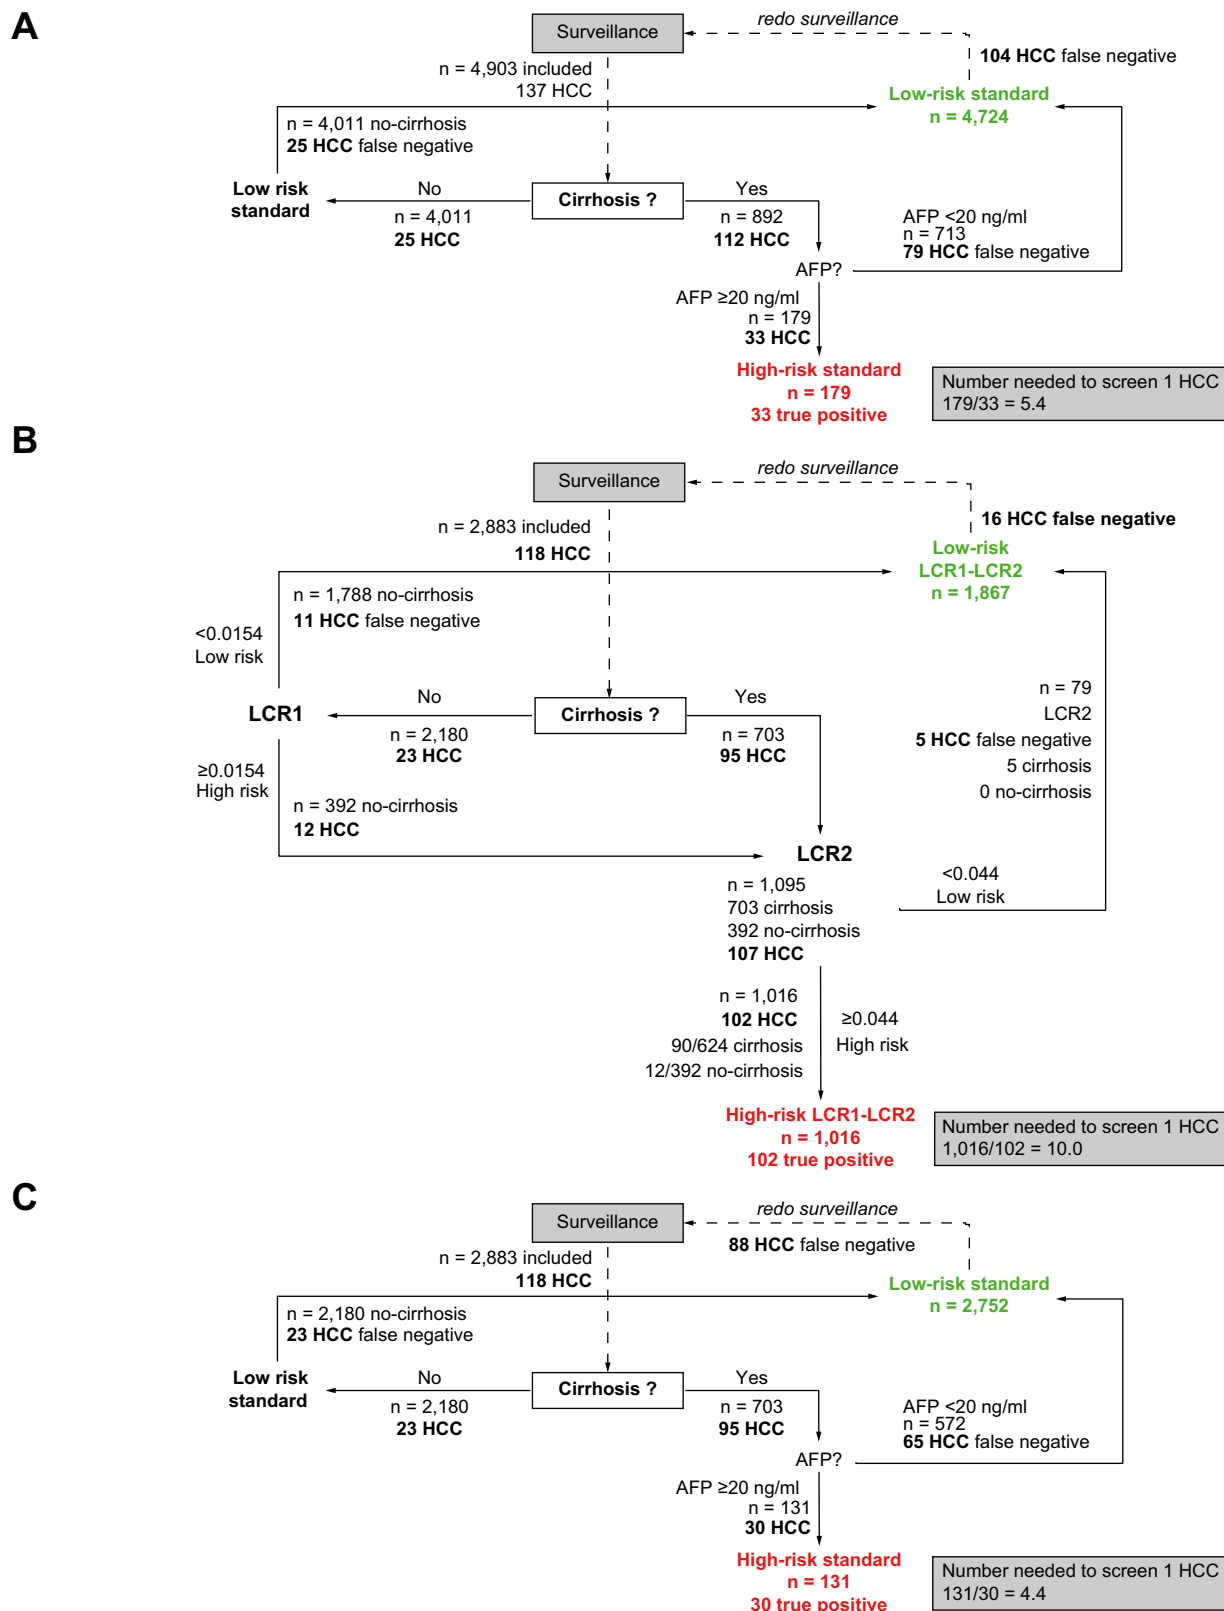 A
Surveillance
redo surveillance
104 HCC false negative
n = 4,903 included
137 HCC
Low-risk standard
n = 4,724
n = 4,011 no-cirrhosis
25 HCC false negative
Low risk
standard
No
n = 4,011
25 HCC
Cirrhosis ?
Yes
n = 892
112 HCC
AFP <20 ng/ml
n = 713
79 HCC false negative
AFP?
AFP ≥20 ng/ml
n = 179
33 HCC
High-risk standard
n = 179
33 true positive
Number needed to screen 1 HCC
179/33 = 5.4
B
Surveillance
redo surveillance
16 HCC false negative
n = 2,883 included
118 HCC
Low-risk
LCR1-LCR2
n = 1,867
n = 1,788 no-cirrhosis
11 HCC false negative
<0.0154
Low risk
LCR1
No
n = 2,180
23 HCC
Cirrhosis ?
Yes
n = 703
95 HCC
n = 79
LCR2
5 HCC false negative
5 cirrhosis
0 no-cirrhosis
≥0.0154
High risk
n = 392 no-cirrhosis
12 HCC
LCR2
<0.044
Low risk
n = 1,095
703 cirrhosis
392 no-cirrhosis
107 HCC
n = 1,016
102 HCC
90/624 cirrhosis
12/392 no-cirrhosis
≥0.044
High risk
High-risk LCR1-LCR2
n = 1,016
102 true positive
Number needed to screen 1 HCC
1,016/102 = 10.0
C
Surveillance
redo surveillance
88 HCC false negative
n = 2,883 included
118 HCC
Low-risk standard
n = 2,752
n = 2,180 no-cirrhosis
23 HCC false negative
Low risk
standard
No
n = 2,180
23 HCC
Cirrhosis ?
Yes
n = 703
95 HCC
AFP <20 ng/ml
n = 572
65 HCC false negative
AFP?
AFP ≥20 ng/ml
n = 131
30 HCC
High-risk standard
n = 131
30 true positive
Number needed to screen 1 HCC
131/30 = 4.4